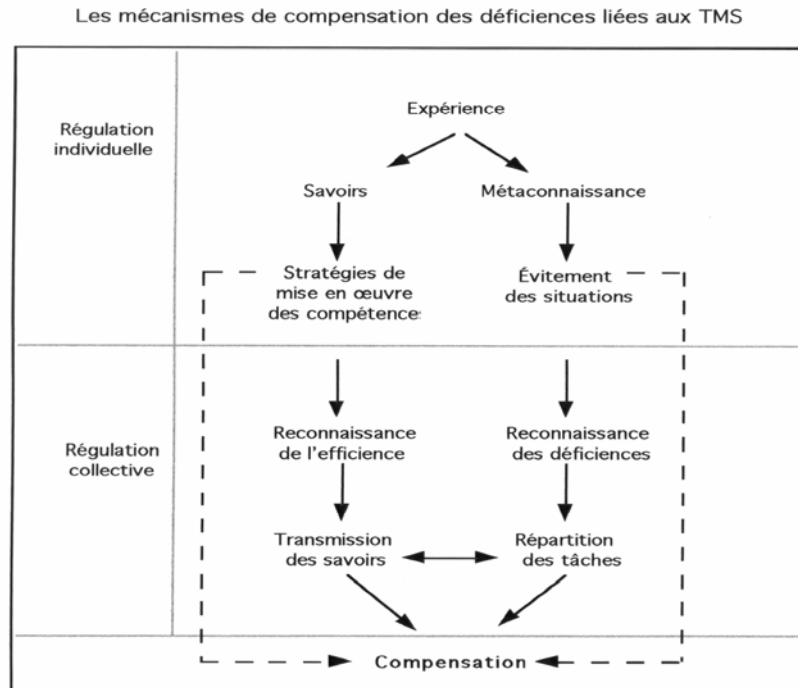 Les mécanismes de compensation des déficiences liées aux TMS
Expérience
Régulation
individuelle
Savoirs
Métaconnaissance
Stratégies de
mise en œuvre
des compétence
Évitement
des situations
Régulation
collective
Reconnaissance
de l'efficience
Reconnaissance
des déficiences
Transmission
des savoirs
Répartition
des tâches
Compensation